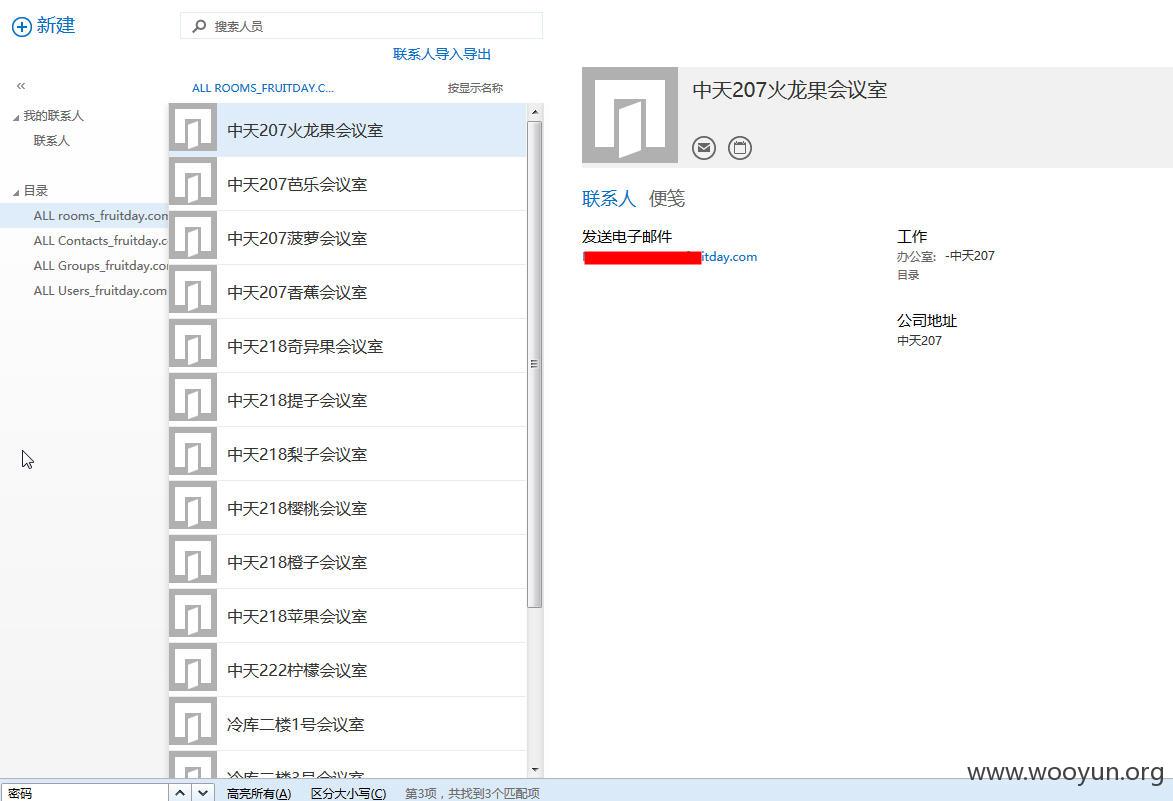 新建
搜索人员
联系人导入导出
«
ALL ROOMS_FRUITDAY.C...
按显示名称
我的联系人
联系人
目录
ALL rooms_fruitday.com
ALL Contacts_fruitday.c
ALL Groups_fruitday.co
ALL Users_fruitday.com
中天207火龙果会议室
中天207芭乐会议室
中天207菠萝会议室
中天207香蕉会议室
中天218奇异果会议室
中天218提子会议室
中天218梨子会议室
中天218樱桃会议室
中天218橙子会议室
中天218苹果会议室
中天222柠檬会议室
冷库二楼1号会议室
冷库二楼3号会议室
中天207火龙果会议室
联系人 便笺
发送电子邮件
itday.com
工作
办公室: -中天207
目录
公司地址
中天207
www.wooyun.org
密码
高亮所有(A) 区分大小写(C) 第3项，共找到3个匹配项